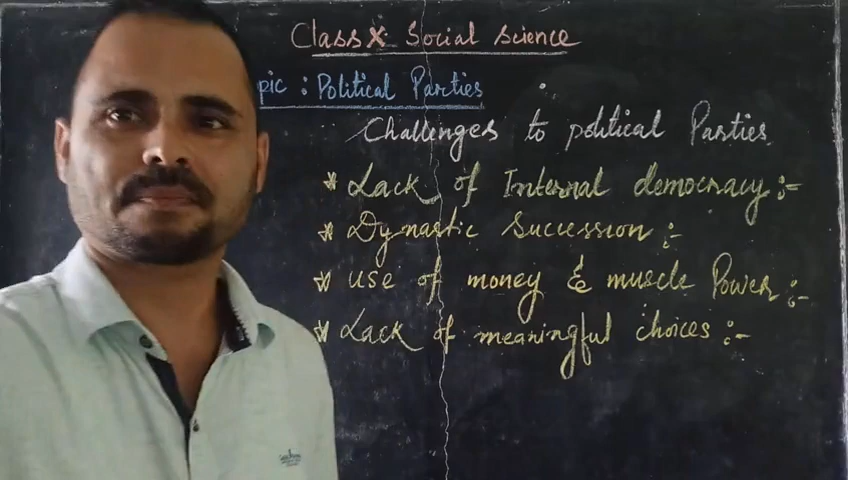 Class X Social Science
pic : Political Parties
Challenges to political Parties
* Lack of Internal democracy :-
* Dynastic Succession :-
* use of money & muscle Power :-
* Lack of meaningful choices :-